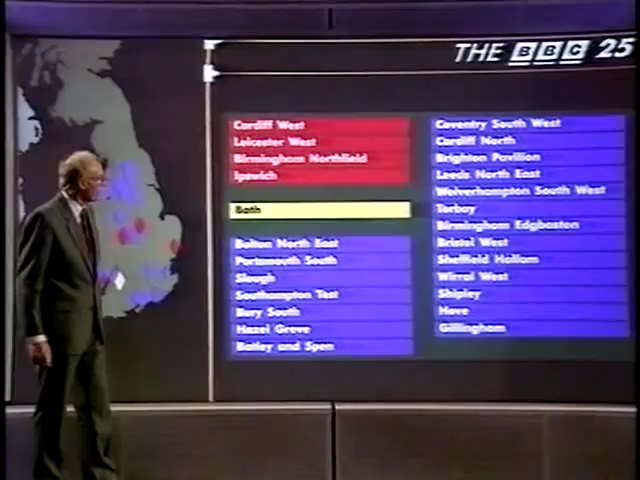 THE BBC 25
Cardiff West
Leicester West
Birmingham Northfield
Ipswich
Bath
Bolton North East
Portsmouth South
Slough
Southampton Test
Bury South
Hazel Grove
Batley and Spen
Coventry South West
Cardiff North
Brighton Pavilion
Leeds North East
Wolverhampton South West
Torbay
Birmingham Edgbaston
Bristol West
Sheffield Hallam
Wirral West
Shipley
Hove
Gillingham